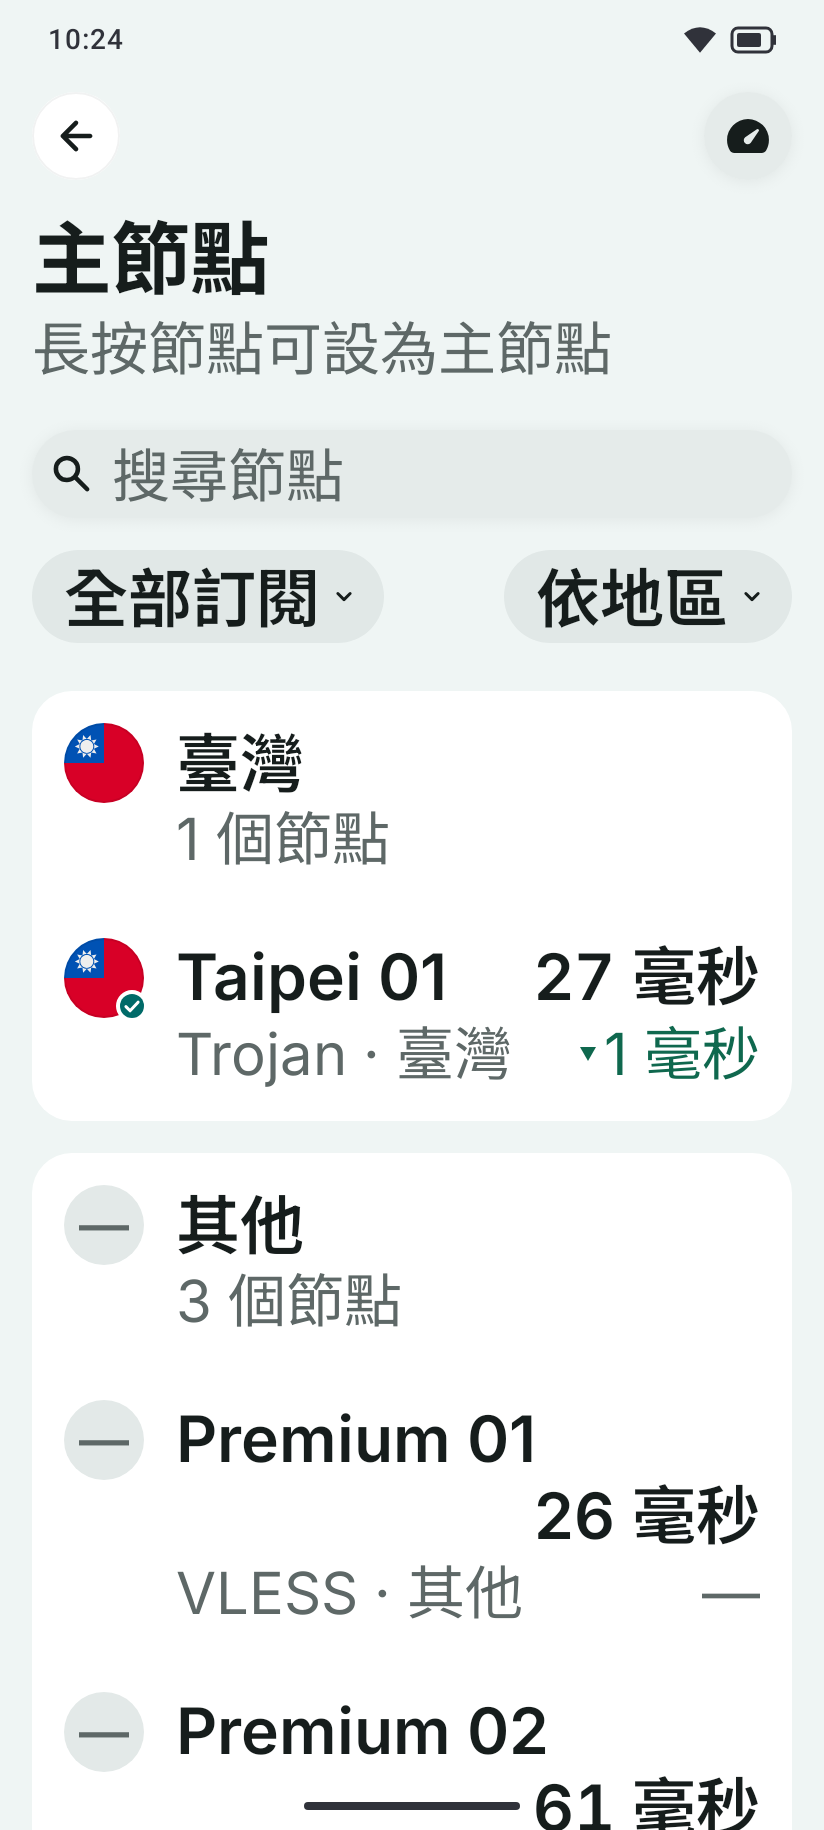 10:24
主節點
長按節點可設為主節點
搜尋節點
全部訂閱 依地區
臺灣
1 個節點
Taipei 01 27 毫秒
Trojan · 臺灣 ▼1 毫秒
— 其他
3 個節點
— Premium 01
26 毫秒
VLESS · 其他 —
— Premium 02
61 毫秒